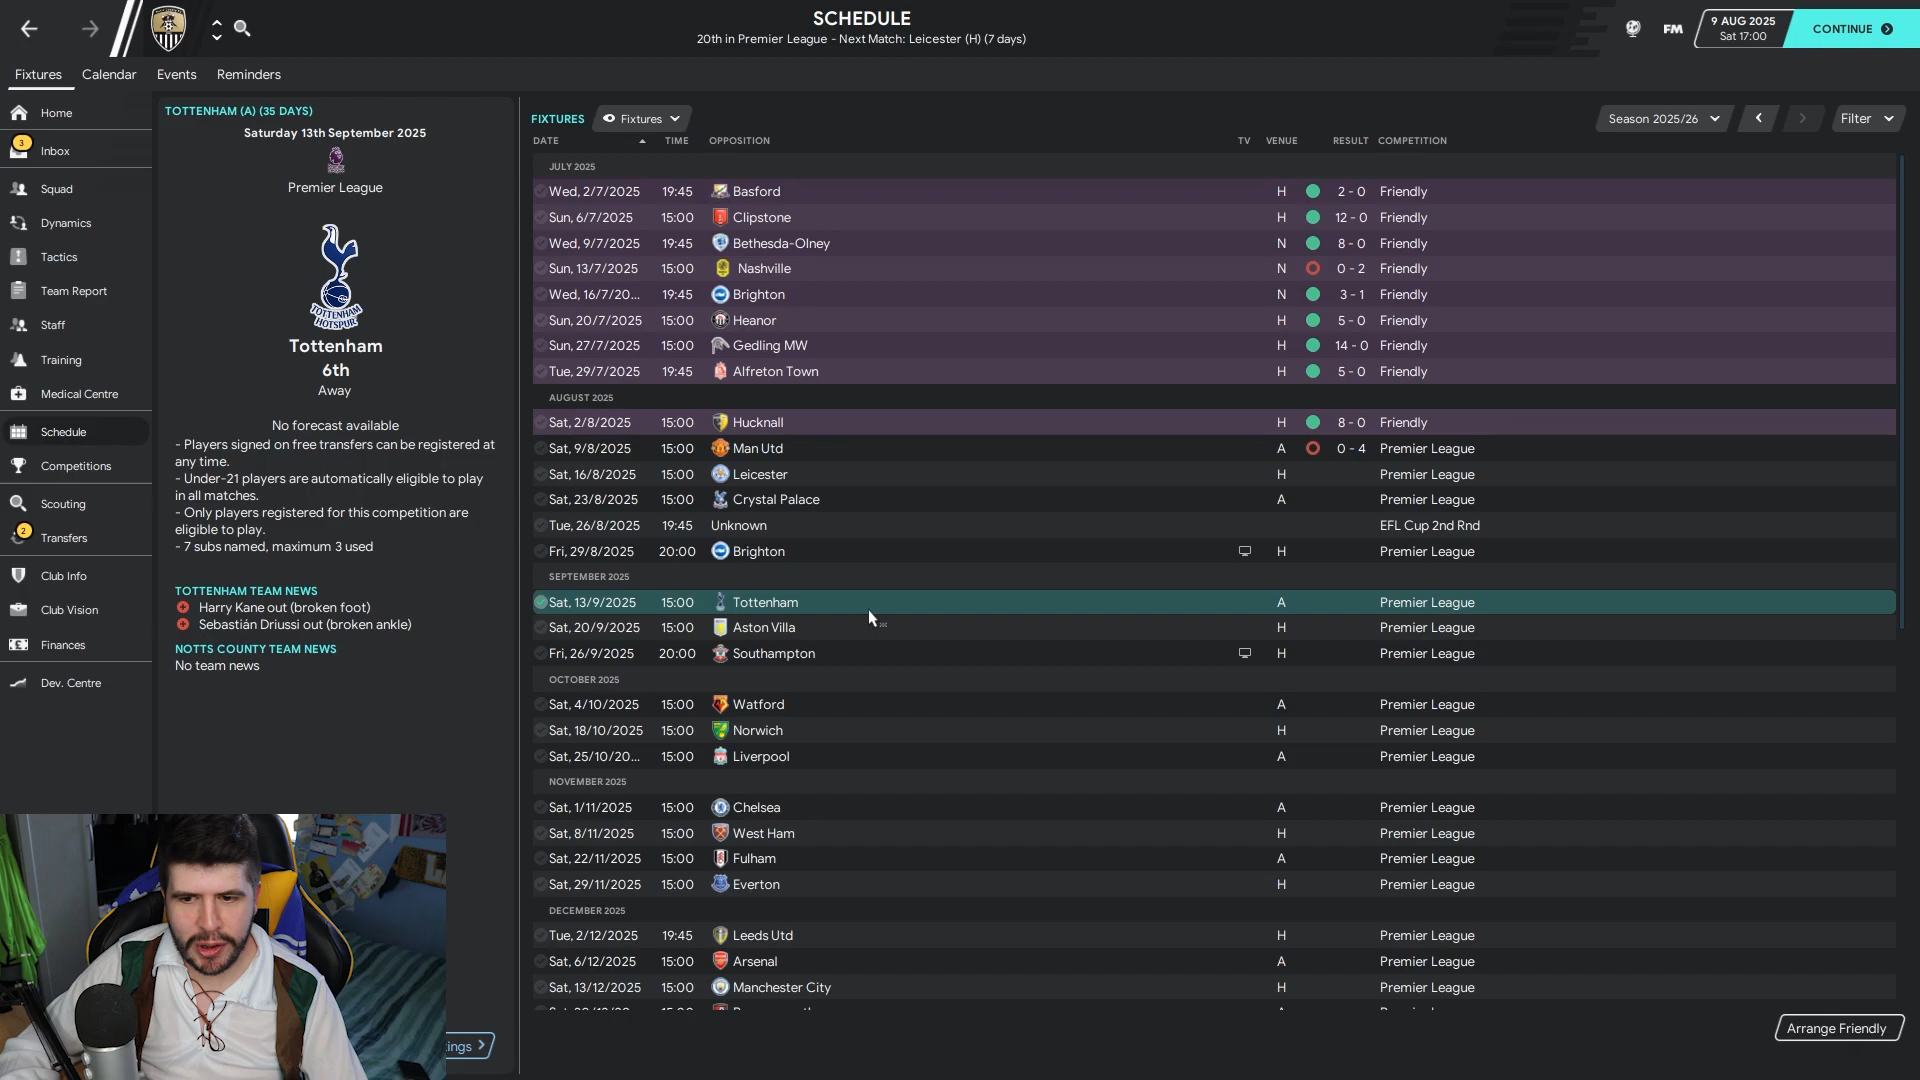 SCHEDULE
20th in Premier League - Next Match: Leicester (H) (7 days)
FM
9 AUG 2025
Sat 17:00
CONTINUE
Fixtures
Calendar
Events
Reminders
Home
3
Inbox
Squad
Dynamics
Tactics
Team Report
Staff
Training
Medical Centre
Schedule
Competitions
Scouting
2
Transfers
Club Info
Club Vision
Finances
Dev. Centre
TOTTENHAM (A) (35 DAYS)
Saturday 13th September 2025
Premier League
TOTTENHAM
HOTSPUR
Tottenham
6th
Away
No forecast available
- Players signed on free transfers can be registered at
any time.
- Under-21 players are automatically eligible to play
in all matches.
- Only players registered for this competition are
eligible to play.
- 7 subs named, maximum 3 used
TOTTENHAM TEAM NEWS
Harry Kane out (broken foot)
Sebastián Driussi out (broken ankle)
NOTTS COUNTY TEAM NEWS
No team news
ings
FIXTURES
Fixtures
Season 2025/26
Filter
DATE TIME OPPOSITION TV VENUE RESULT COMPETITION
JULY 2025
Wed, 2/7/2025 19:45 Basford H 2 - 0 Friendly
Sun, 6/7/2025 15:00 Clipstone H 12 - 0 Friendly
Wed, 9/7/2025 19:45 Bethesda-Olney N 8 - 0 Friendly
Sun, 13/7/2025 15:00 Nashville N 0 - 2 Friendly
Wed, 16/7/20... 19:45 Brighton N 3 - 1 Friendly
Sun, 20/7/2025 15:00 Heanor H 5 - 0 Friendly
Sun, 27/7/2025 15:00 Gedling MW H 14 - 0 Friendly
Tue, 29/7/2025 19:45 Alfreton Town H 5 - 0 Friendly
AUGUST 2025
Sat, 2/8/2025 15:00 Hucknall H 8 - 0 Friendly
Sat, 9/8/2025 15:00 Man Utd A 0 - 4 Premier League
Sat, 16/8/2025 15:00 Leicester H Premier League
Sat, 23/8/2025 15:00 Crystal Palace A Premier League
Tue, 26/8/2025 19:45 Unknown EFL Cup 2nd Rnd
Fri, 29/8/2025 20:00 Brighton H Premier League
SEPTEMBER 2025
Sat, 13/9/2025 15:00 Tottenham A Premier League
Sat, 20/9/2025 15:00 Aston Villa H Premier League
Fri, 26/9/2025 20:00 Southampton H Premier League
OCTOBER 2025
Sat, 4/10/2025 15:00 Watford A Premier League
Sat, 18/10/2025 15:00 Norwich H Premier League
Sat, 25/10/20... 15:00 Liverpool A Premier League
NOVEMBER 2025
Sat, 1/11/2025 15:00 Chelsea A Premier League
Sat, 8/11/2025 15:00 West Ham H Premier League
Sat, 22/11/2025 15:00 Fulham A Premier League
Sat, 29/11/2025 15:00 Everton H Premier League
DECEMBER 2025
Tue, 2/12/2025 19:45 Leeds Utd H Premier League
Sat, 6/12/2025 15:00 Arsenal A Premier League
Sat, 13/12/2025 15:00 Manchester City H Premier League
Arrange Friendly